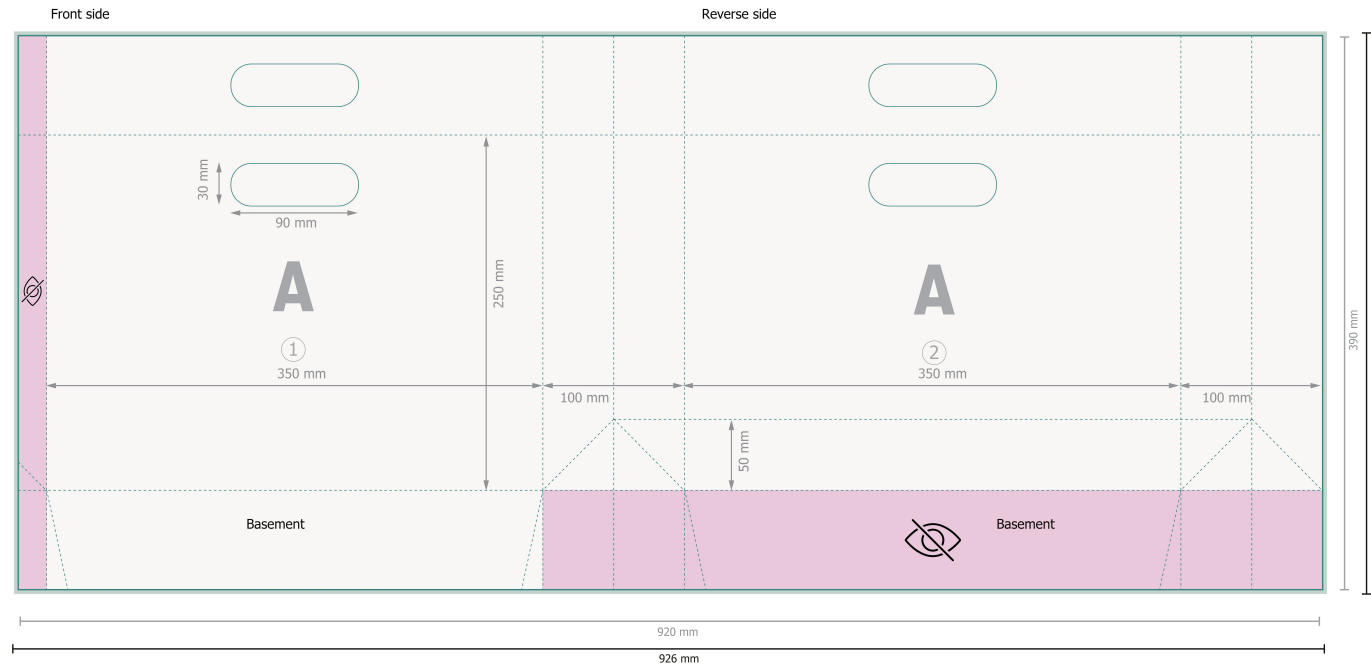 Front side
Reverse side
30 mm
90 mm
250 mm
A
A
1
2
350 mm
350 mm
100 mm
100 mm
390 mm
50 mm
Basement
Basement
920 mm
926 mm